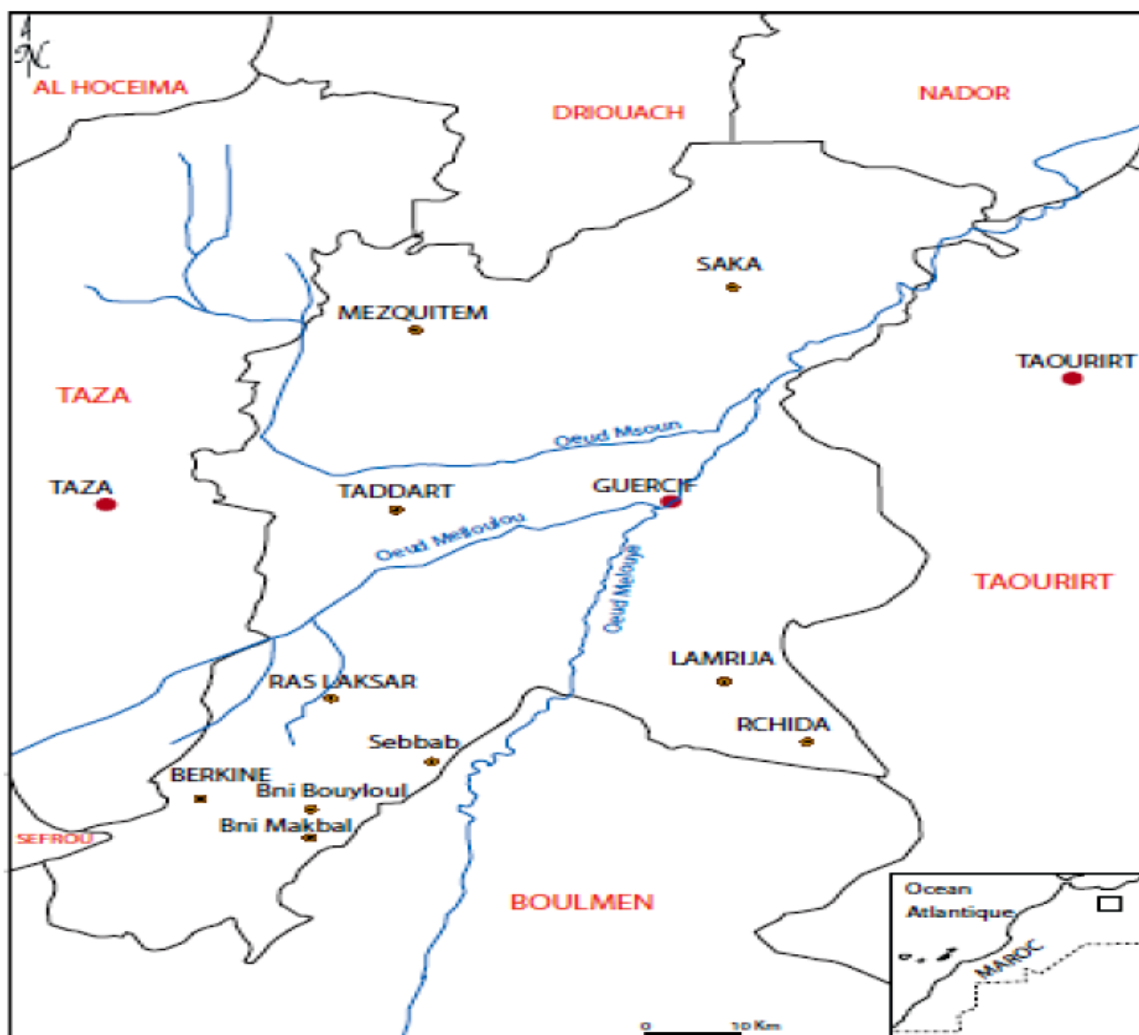 N
AL HOCEIMA
DRIOUACH
NADOR
SAKA
MEZQUITEM
TAOURIRT
TAZA
Oeud Msoun
TAZA
TADDART
GUERCIF
Oeud Melloulou
Oeud Melouye
TAOURIRT
LAMRIJA
RAS LAKSAR
RCHIDA
Sebbab
BERKINE
Bni Bouyloul
Bni Makbal
SEFROU
BOULMEN
Ocean
Atlantique
MAROC
0 10 Km